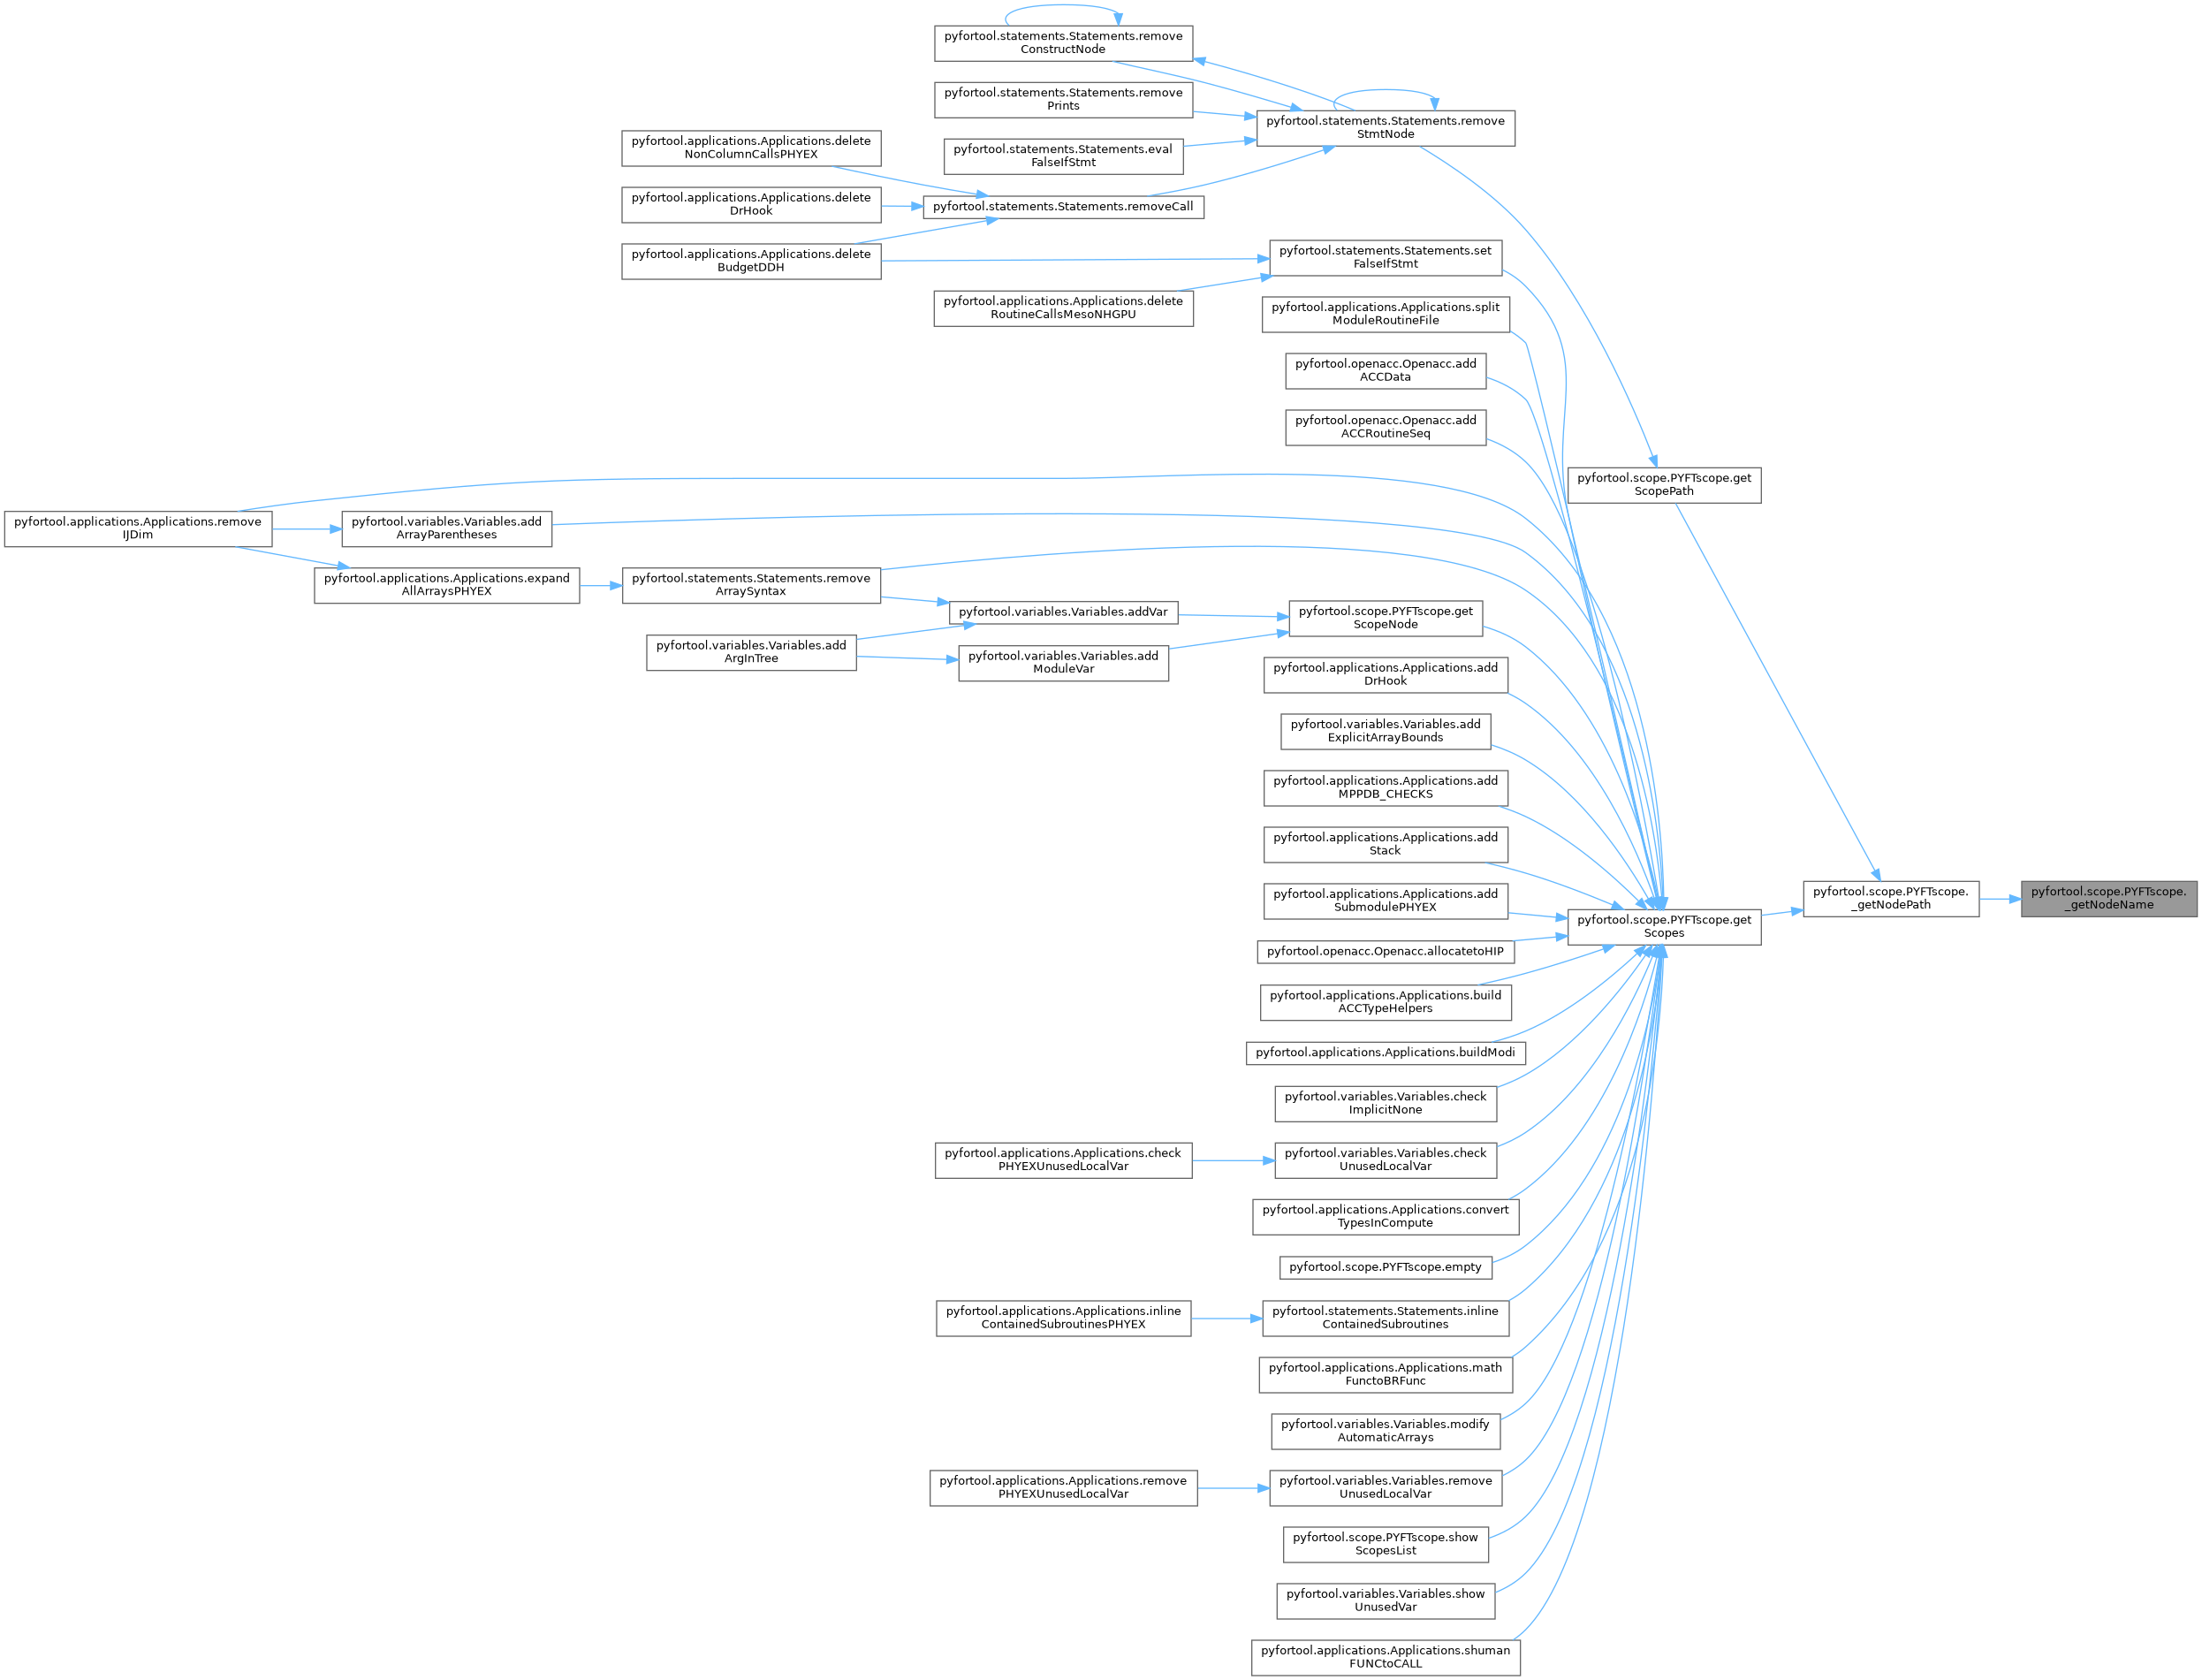 pyfortool.statements.Statements.remove
ConstructNode
pyfortool.statements.Statements.remove
Prints
pyfortool.statements.Statements.remove
StmtNode
pyfortool.applications.Applications.delete
NonColumnCallsPHYEX
pyfortool.statements.Statements.eval
FalseIfStmt
pyfortool.applications.Applications.delete
DrHook
pyfortool.statements.Statements.removeCall
pyfortool.applications.Applications.delete
BudgetDDH
pyfortool.statements.Statements.set
FalseIfStmt
pyfortool.applications.Applications.delete
RoutineCallsMesoNHGPU
pyfortool.applications.Applications.split
ModuleRoutineFile
pyfortool.openacc.Openacc.add
ACCData
pyfortool.openacc.Openacc.add
ACCRoutineSeq
pyfortool.scope.PYFTscope.get
ScopePath
pyfortool.applications.Applications.remove
IJDim
pyfortool.variables.Variables.add
ArrayParentheses
pyfortool.applications.Applications.expand
AllArraysPHYEX
pyfortool.statements.Statements.remove
ArraySyntax
pyfortool.variables.Variables.addVar
pyfortool.scope.PYFTscope.get
ScopeNode
pyfortool.variables.Variables.add
ArgInTree
pyfortool.variables.Variables.add
ModuleVar
pyfortool.applications.Applications.add
DrHook
pyfortool.variables.Variables.add
ExplicitArrayBounds
pyfortool.applications.Applications.add
MPPDB_CHECKS
pyfortool.applications.Applications.add
Stack
pyfortool.applications.Applications.add
SubmodulePHYEX
pyfortool.scope.PYFTscope.get
Scopes
pyfortool.scope.PYFTscope.
_getNodePath
pyfortool.scope.PYFTscope.
_getNodeName
pyfortool.openacc.Openacc.allocatetoHIP
pyfortool.applications.Applications.build
ACCTypeHelpers
pyfortool.applications.Applications.buildModi
pyfortool.variables.Variables.check
ImplicitNone
pyfortool.applications.Applications.check
PHYEXUnusedLocalVar
pyfortool.variables.Variables.check
UnusedLocalVar
pyfortool.applications.Applications.convert
TypesInCompute
pyfortool.scope.PYFTscope.empty
pyfortool.applications.Applications.inline
ContainedSubroutinesPHYEX
pyfortool.statements.Statements.inline
ContainedSubroutines
pyfortool.applications.Applications.math
FunctoBRFunc
pyfortool.variables.Variables.modify
AutomaticArrays
pyfortool.applications.Applications.remove
PHYEXUnusedLocalVar
pyfortool.variables.Variables.remove
UnusedLocalVar
pyfortool.scope.PYFTscope.show
ScopesList
pyfortool.variables.Variables.show
UnusedVar
pyfortool.applications.Applications.shuman
FUNCtoCALL